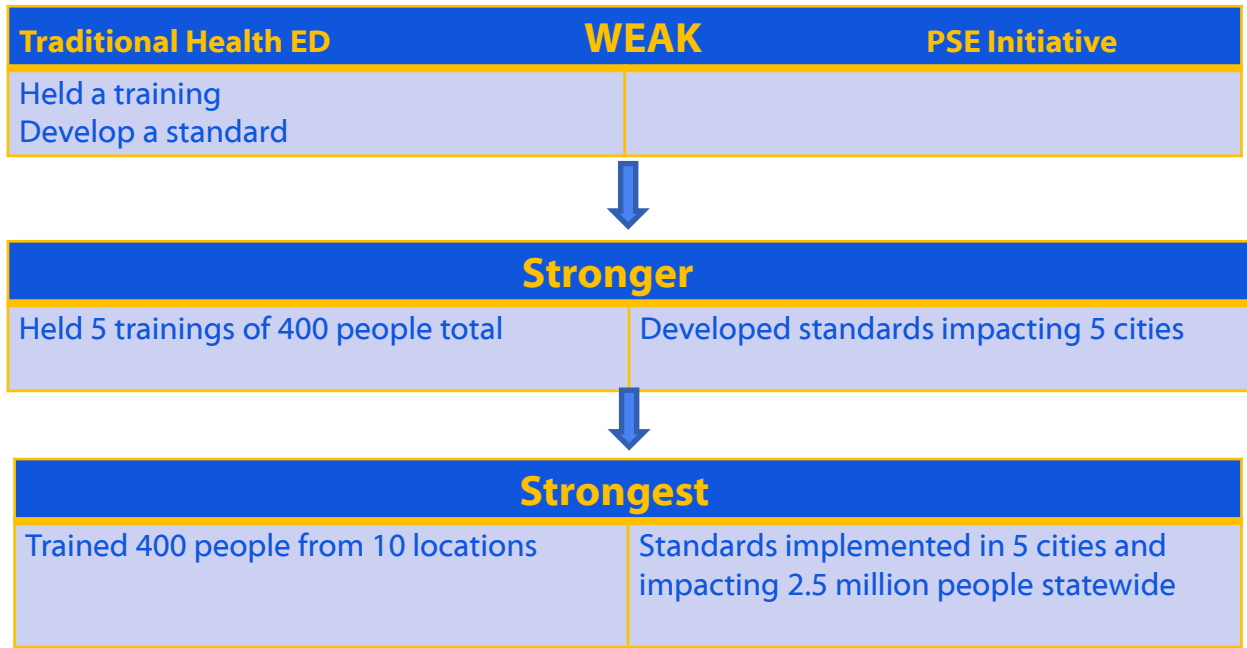 Traditional Health ED WEAK PSE Initiative
Held a training
Develop a standard
Stronger
Held 5 trainings of 400 people total
Developed standards impacting 5 cities
Strongest
Trained 400 people from 10 locations
Standards implemented in 5 cities and
impacting 2.5 million people statewide